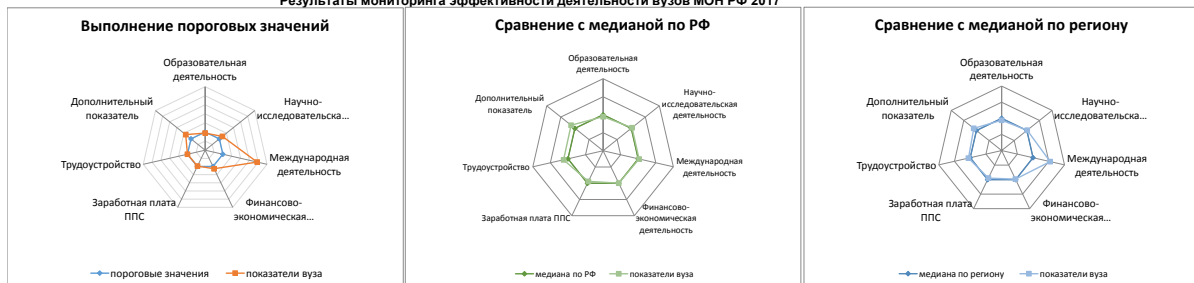 Результаты мониторинга эффективности деятельности вузов МОН РФ 2017
Выполнение пороговых значений
Образовательная
деятельность
Научно-
исследовательска...
Международная
деятельность
Финансово-
экономическая...
Заработная плата
ППС
Трудоустройство
Дополнительный
показатель
пороговые значения
показатели вуза
Сравнение с медианой по РФ
Образовательная
деятельность
Научно-
исследовательская
деятельность
Международная
деятельность
Финансово-
экономическая
деятельность
Заработная плата ППС
Трудоустройство
Дополнительный
показатель
медиана по РФ
показатели вуза
Сравнение с медианой по региону
Образовательная
деятельность
Научно-
исследовательска...
Международная
деятельность
Финансово-
экономическая...
Заработная плата
ППС
Трудоустройство
Дополнительный
показатель
медиана по региону
показатели вуза